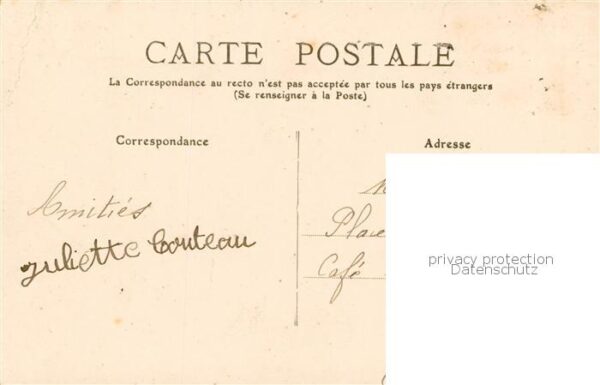 CARTE POSTALE
La Correspondance au recto n'est pas acceptée par tous les pays étrangers
(Se renseigner à la Poste)
Correspondance
Adresse
Amitiés
Juliette Couteau
Place
Café
privacy protection
Datenschutz